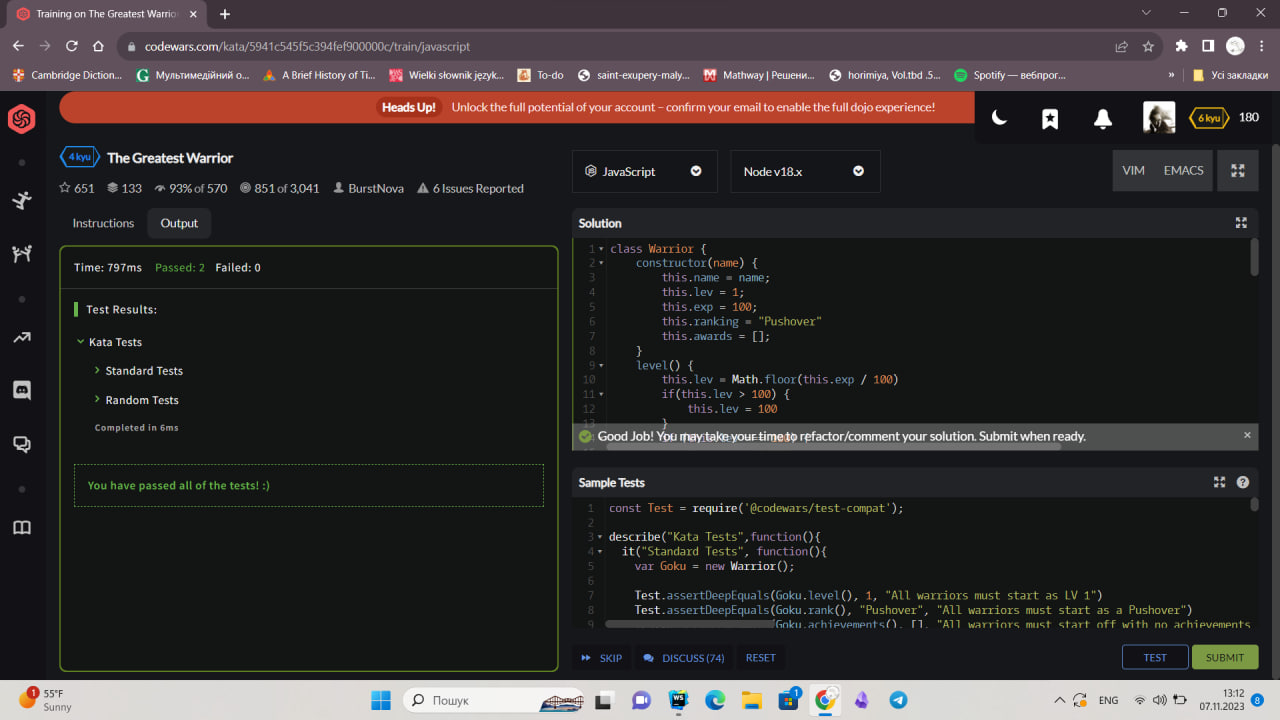 Training on The Greatest Warrior
codewars.com/kata/5941c545f5c394fef900000c/train/javascript
Cambridge Diction...
Мультимедійний о...
A Brief History of Ti...
Wielki słownik język...
To-do
saint-exupery-maly...
Mathway | Решени...
horimiya, Vol.tbd .5...
Spotify — вебпрог...
»
Усі закладки
Heads Up! Unlock the full potential of your account – confirm your email to enable the full dojo experience!
6 kyu 180
4 kyu The Greatest Warrior
651 133 93% of 570 851 of 3,041 BurstNova 6 Issues Reported
Instructions Output
Time: 797ms Passed: 2 Failed: 0
Test Results:
Kata Tests
Standard Tests
Random Tests
Completed in 6ms
You have passed all of the tests! :)
JavaScript
Node v18.x
VIM EMACS
Solution
1 class Warrior {
2 constructor(name) {
3 this.name = name;
4 this.lev = 1;
5 this.exp = 100;
6 this.ranking = "Pushover"
7 this.awards = [];
8 }
9 level() {
10 this.lev = Math.floor(this.exp / 100)
11 if(this.lev > 100) {
12 this.lev = 100
13 }
Good Job! You may take your time to refactor/comment your solution. Submit when ready.
Sample Tests
1 const Test = require('@codewars/test-compat');
2
3 describe("Kata Tests",function(){
4 it("Standard Tests", function(){
5 var Goku = new Warrior();
6
7 Test.assertDeepEquals(Goku.level(), 1, "All warriors must start as LV 1")
8 Test.assertDeepEquals(Goku.rank(), "Pushover", "All warriors must start as a Pushover")
9 (Goku.achievements(), [], "All warriors must start off with no achievements
SKIP DISCUSS (74) RESET
TEST SUBMIT
1
55°F
Sunny
Пошук
WS
1
ENG
13:12
07.11.2023
8